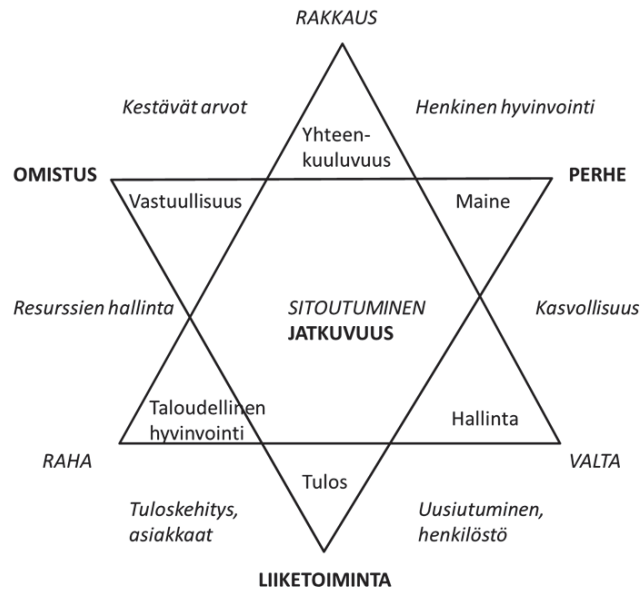 RAKKAUS
Kestävät arvot
Henkinen hyvinvointi
Yhteen-
kuuluvuus
OMISTUS
PERHE
Vastuullisuus
Maine
Resurssien hallinta
SITOUTUMINEN
JATKUVUUS
Kasvollisuus
Taloudellinen
hyvinvointi
Hallinta
RAHA
VALTA
Tulos
Tuloskehitys,
asiakkaat
Uusiutuminen,
henkilöstö
LIIKETOIMINTA